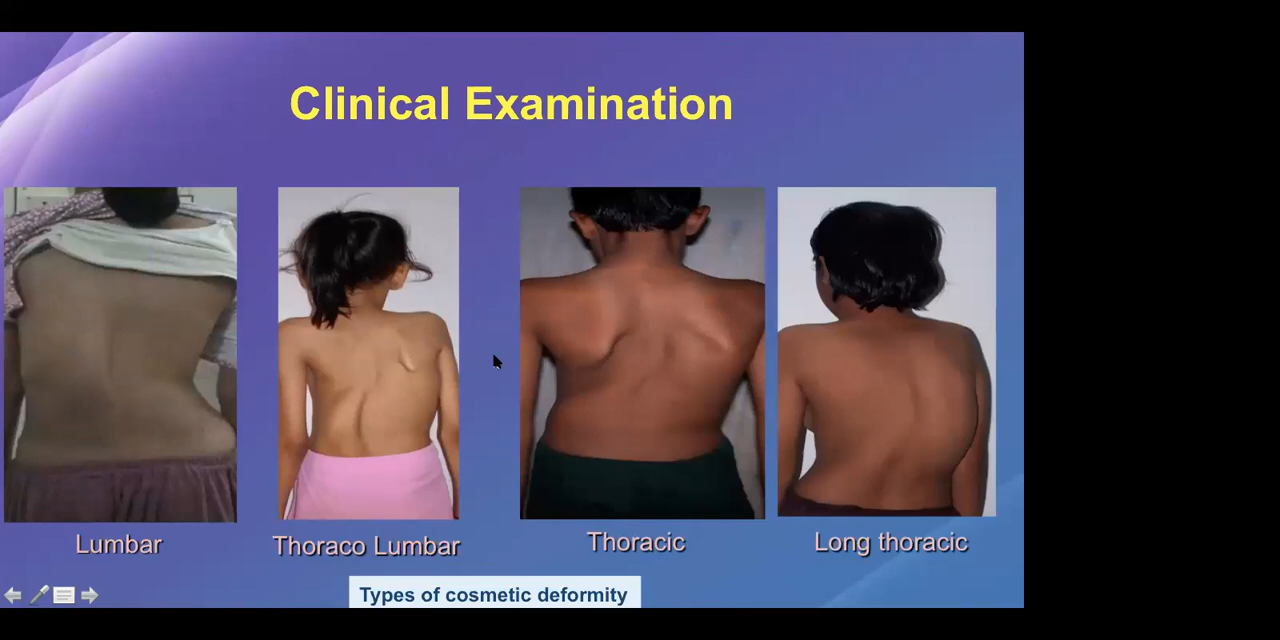 Clinical Examination
Lumbar
Thoraco Lumbar
Thoracic
Long thoracic
Types of cosmetic deformity